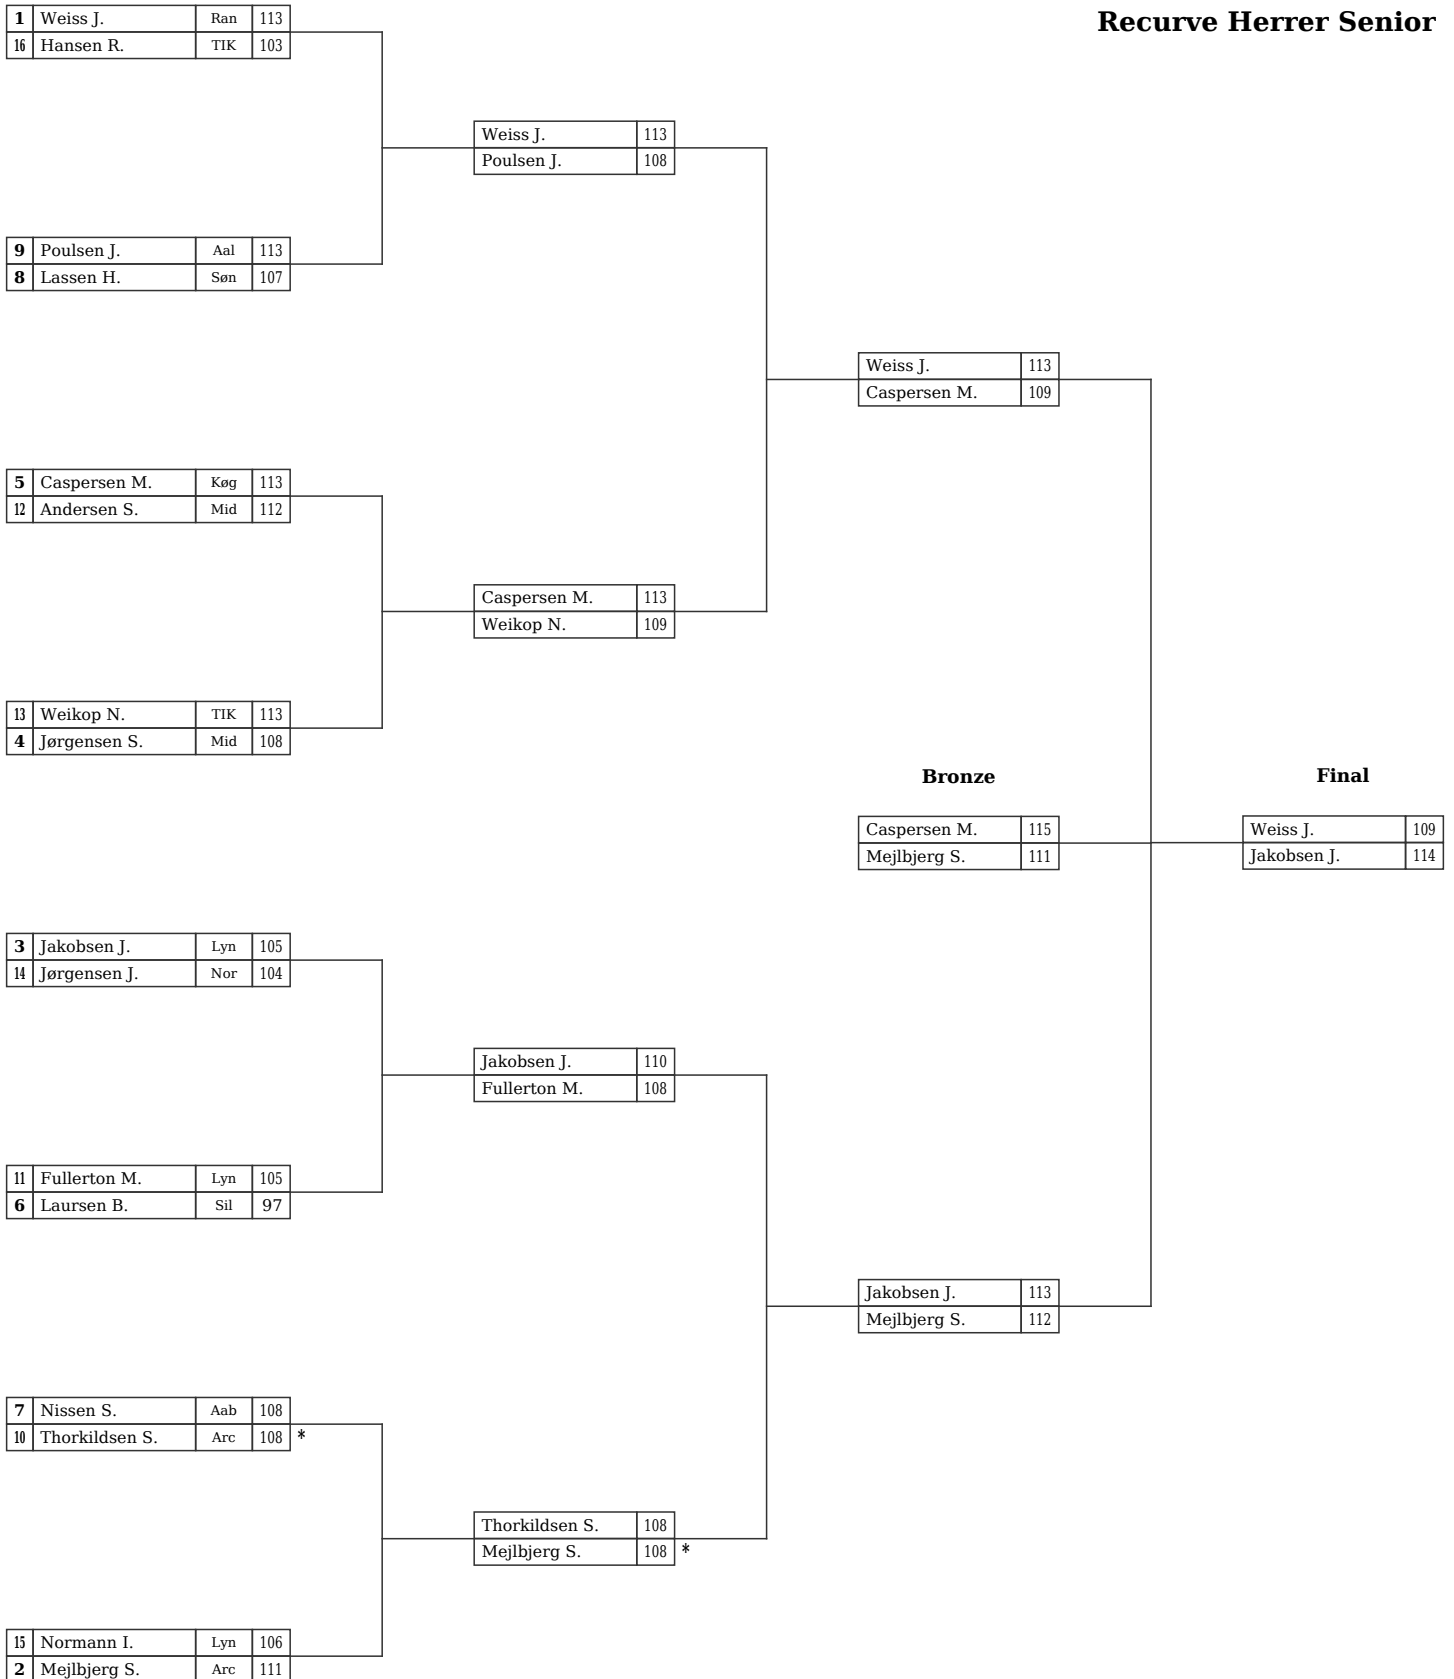 Recurve Herrer Senior
1 Weiss J. Ran 113
16 Hansen R. TIK 103
Weiss J. 113
Poulsen J. 108
9 Poulsen J. Aal 113
8 Lassen H. Søn 107
Weiss J. 113
Caspersen M. 109
5 Caspersen M. Køg 113
12 Andersen S. Mid 112
Caspersen M. 113
Weikop N. 109
13 Weikop N. TIK 113
4 Jørgensen S. Mid 108
Bronze Final
Caspersen M. 115 Weiss J. 109
Mejlbjerg S. 111 Jakobsen J. 114
3 Jakobsen J. Lyn 105
14 Jørgensen J. Nor 104
Jakobsen J. 110
Fullerton M. 108
11 Fullerton M. Lyn 105
6 Laursen B. Sil 97
Jakobsen J. 113
Mejlbjerg S. 112
7 Nissen S. Aab 108
10 Thorkildsen S. Arc 108 *
Thorkildsen S. 108
Mejlbjerg S. 108 *
15 Normann I. Lyn 106
2 Mejlbjerg S. Arc 111